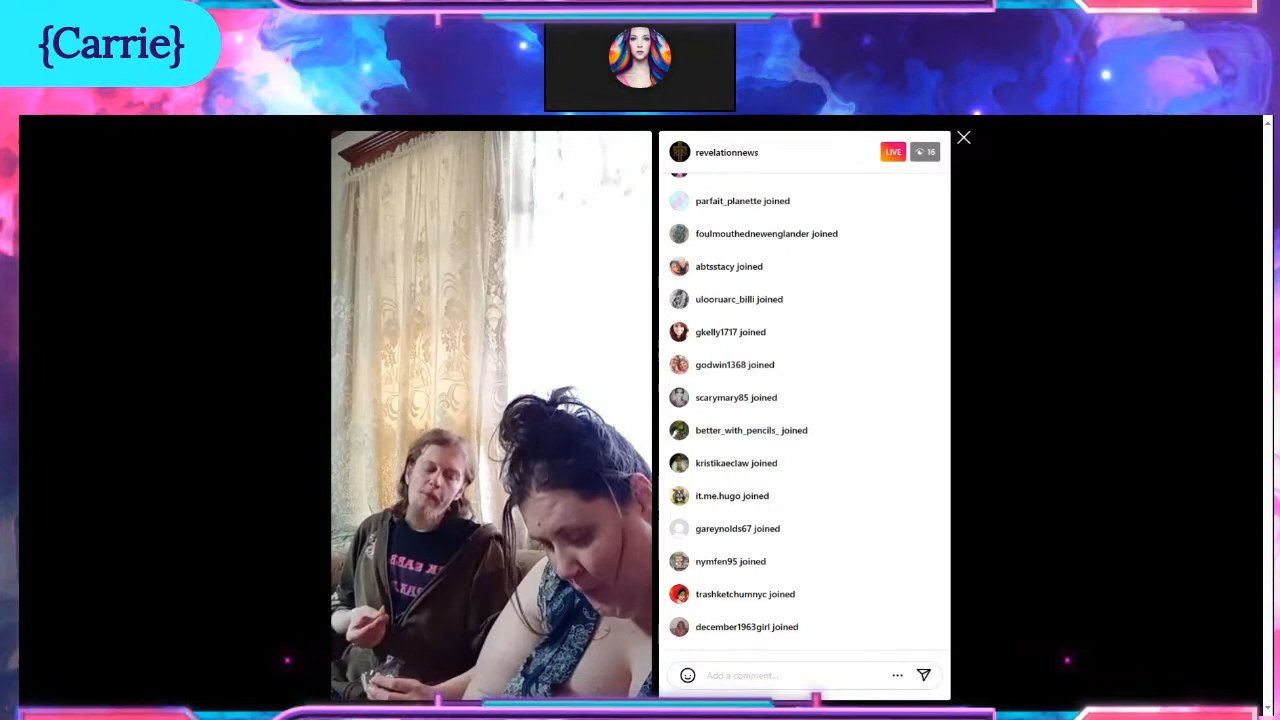 {Carrie}
revelationnews
LIVE
16
parfait_planette joined
foulmouthednewenglander joined
abtsstacy joined
ulooruarc_billi joined
gkelly1717 joined
godwin1368 joined
scarymary85 joined
better_with_pencils_ joined
kristikaeclaw joined
it.me.hugo joined
gareynolds67 joined
nymfen95 joined
trashketchumnyc joined
december1963girl joined
Add a comment...